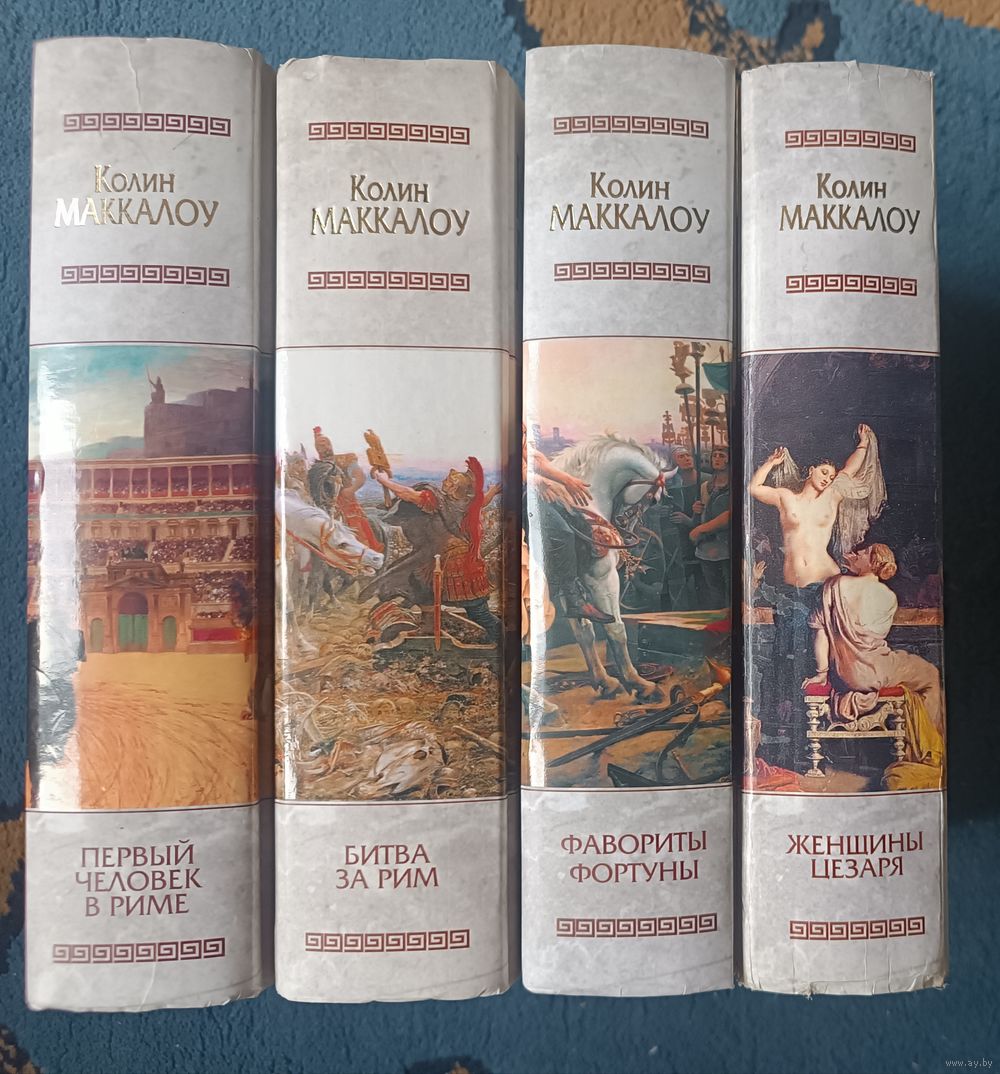 Колин
МАККАЛОУ
ПЕРВЫЙ
ЧЕЛОВЕК
В РИМЕ
Колин
МАККАЛОУ
БИТВА
ЗА РИМ
Колин
МАККАЛОУ
ФАВОРИТЫ
ФОРТУНЫ
Колин
МАККАЛОУ
ЖЕНЩИНЫ
ЦЕЗАРЯ
www.ay.by